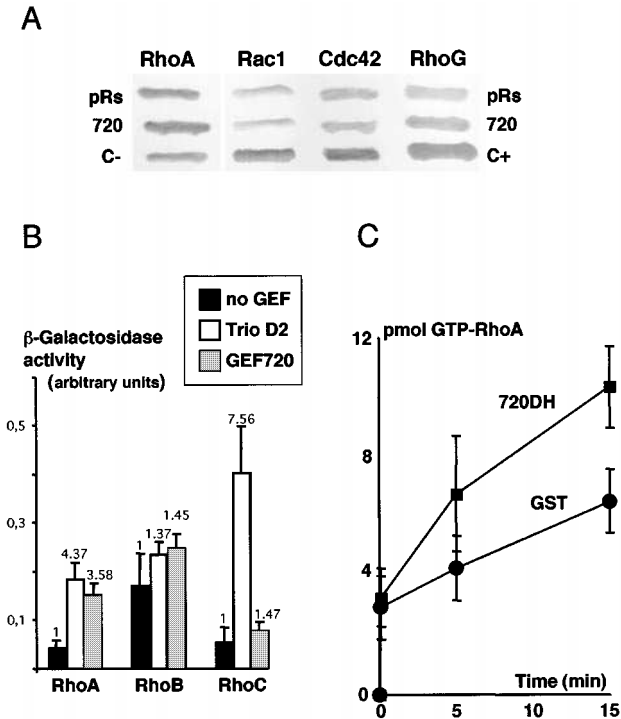 A
RhoA Rac1 Cdc42 RhoG
pRs pRs
720 720
C- C+
B
no GEF
Trio D2
GEF720
β-Galactosidase
activity
(arbitrary units)
0,5
0,3
0,1
1 4.37 3.58
1 1.37 1.45
1 7.56 1.47
RhoA RhoB RhoC
C
pmol GTP-RhoA
12
8
4
0
720DH
GST
Time (min)
0 5 10 15